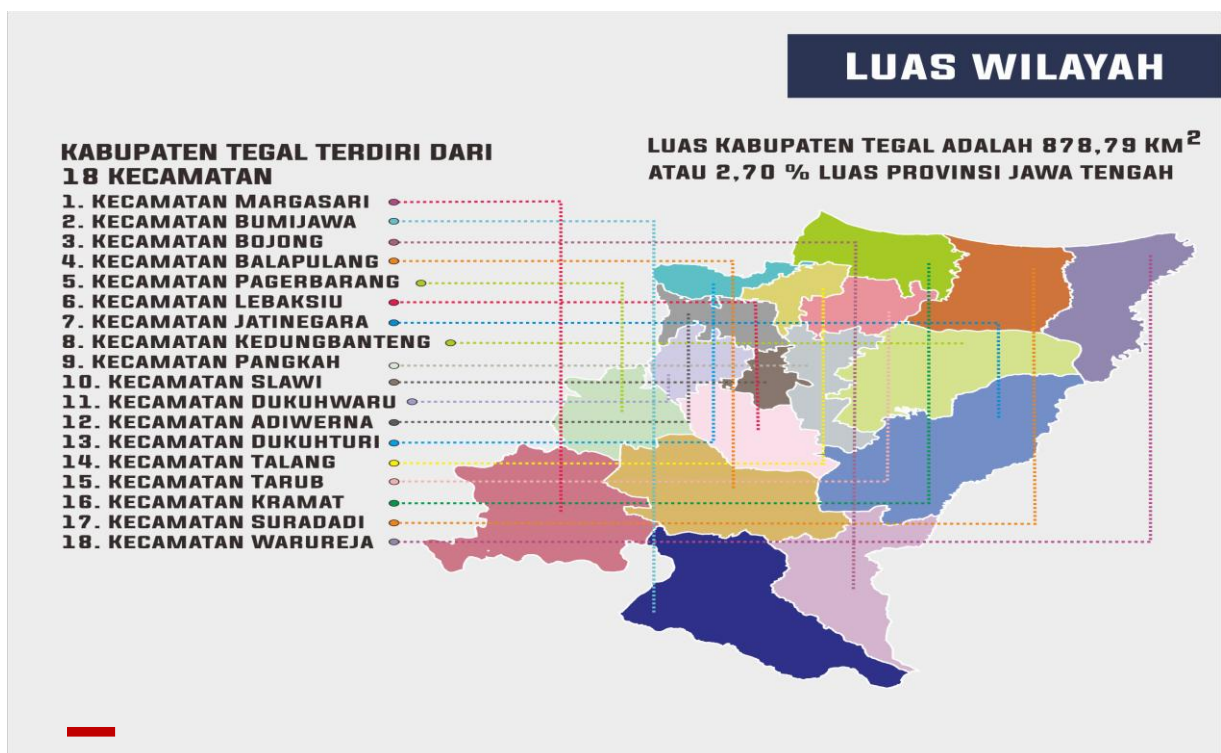 LUAS WILAYAH
KABUPATEN TEGAL TERDIRI DARI
18 KECAMATAN
1. KECAMATAN MARGASARI
2. KECAMATAN BUMIJAWA
3. KECAMATAN BOJONG
4. KECAMATAN BALAPULANG
5. KECAMATAN PAGERBARANG
6. KECAMATAN LEBAKSIU
7. KECAMATAN JATINEGARA
8. KECAMATAN KEDUNGBANTENG
9. KECAMATAN PANGKAH
10. KECAMATAN SLAWI
11. KECAMATAN DUKUHWARU
12. KECAMATAN ADIWERNA
13. KECAMATAN DUKUHTURI
14. KECAMATAN TALANG
15. KECAMATAN TARUB
16. KECAMATAN KRAMAT
17. KECAMATAN SURADADI
18. KECAMATAN WARUREJA
LUAS KABUPATEN TEGAL ADALAH 878,79 KM²
ATAU 2,70 % LUAS PROVINSI JAWA TENGAH